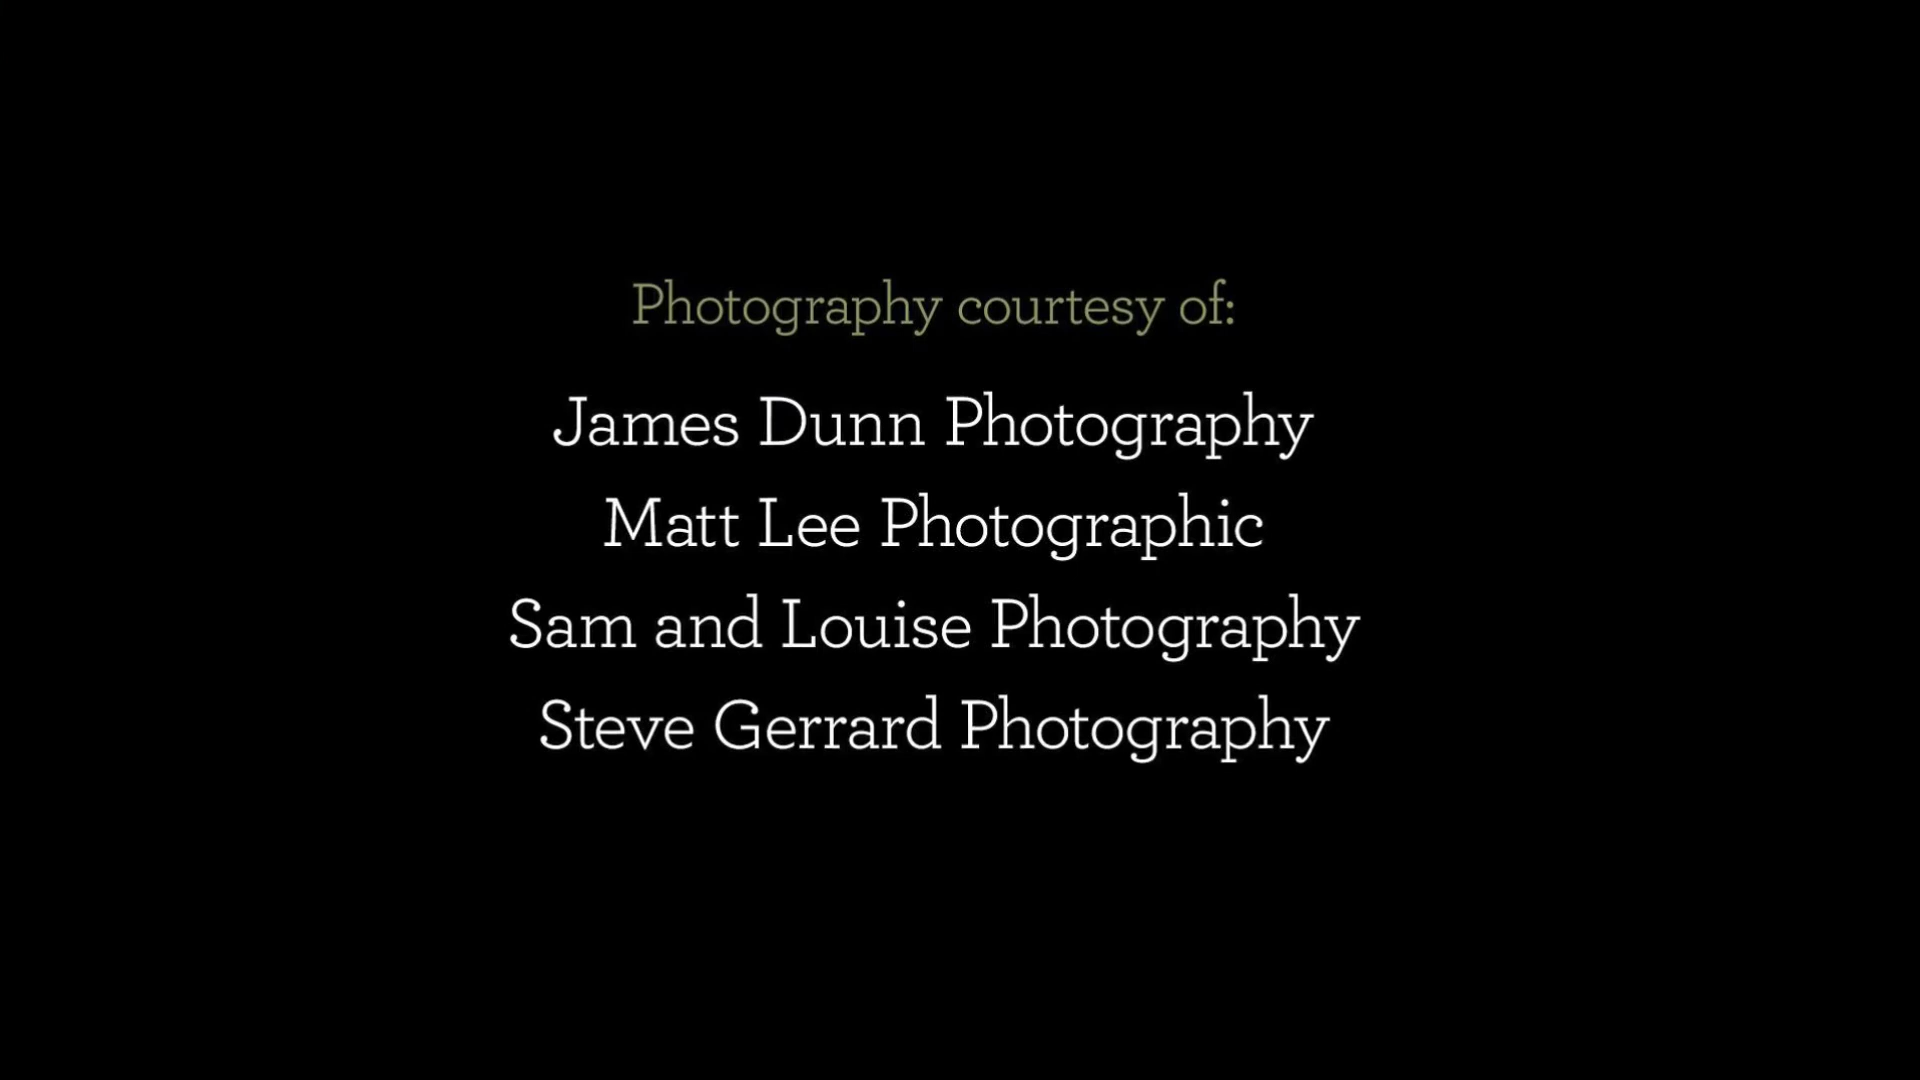 Photography courtesy of:
James Dunn Photography
Matt Lee Photographic
Sam and Louise Photography
Steve Gerrard Photography